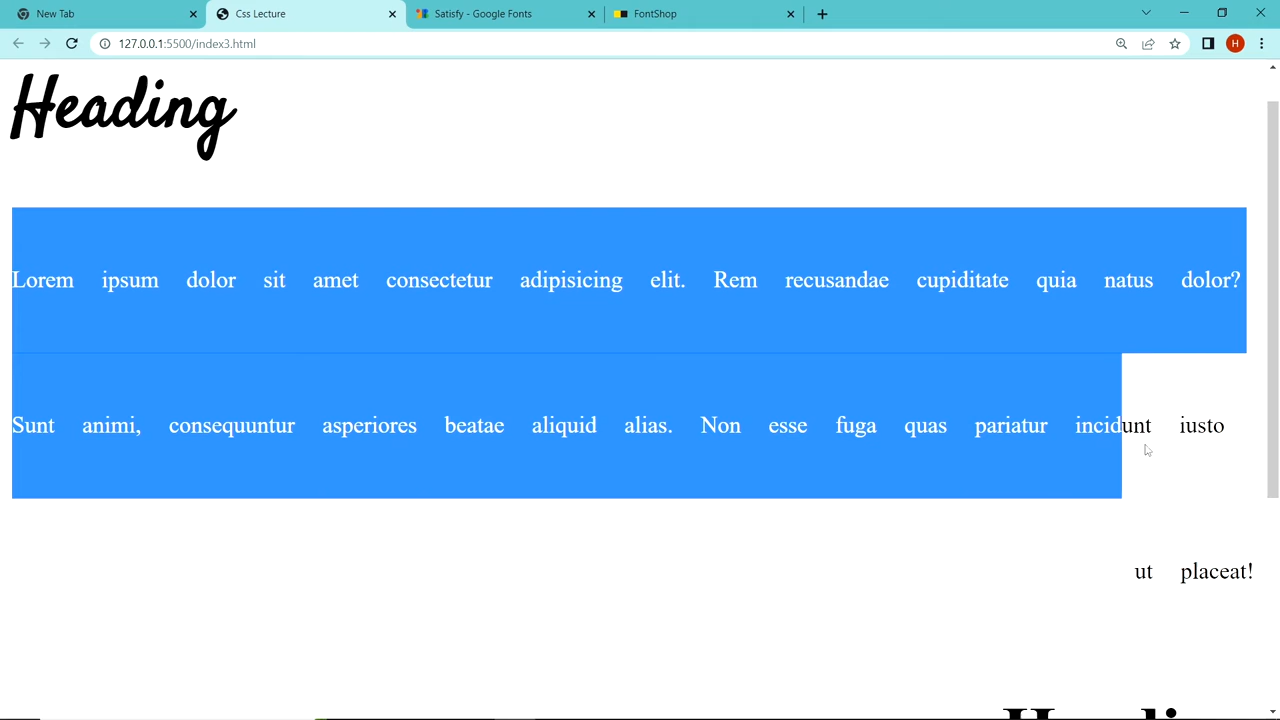 New Tab
Css Lecture
Satisfy - Google Fonts
FontShop
127.0.0.1:5500/index3.html
H
Heading
Lorem ipsum dolor sit amet consectetur adipisicing elit. Rem recusandae cupiditate quia natus dolor?
Sunt animi, consequuntur asperiores beatae aliquid alias. Non esse fuga quas pariatur incidunt iusto
ut placeat!